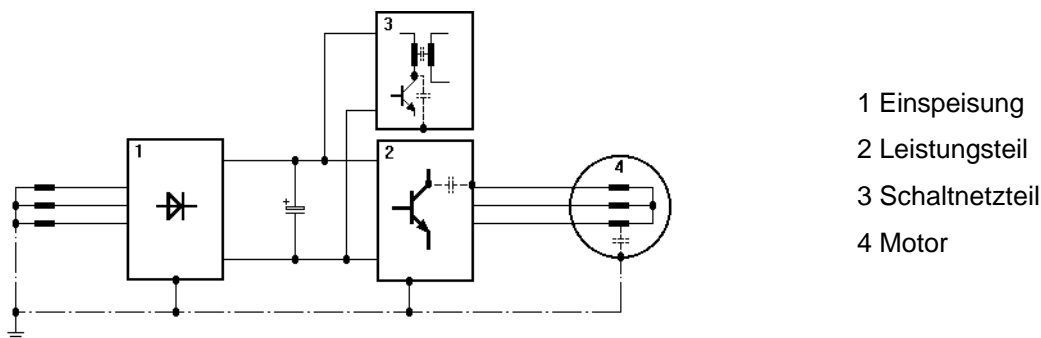 3
1
2
4
+
1 Einspeisung
2 Leistungsteil
3 Schaltnetzteil
4 Motor